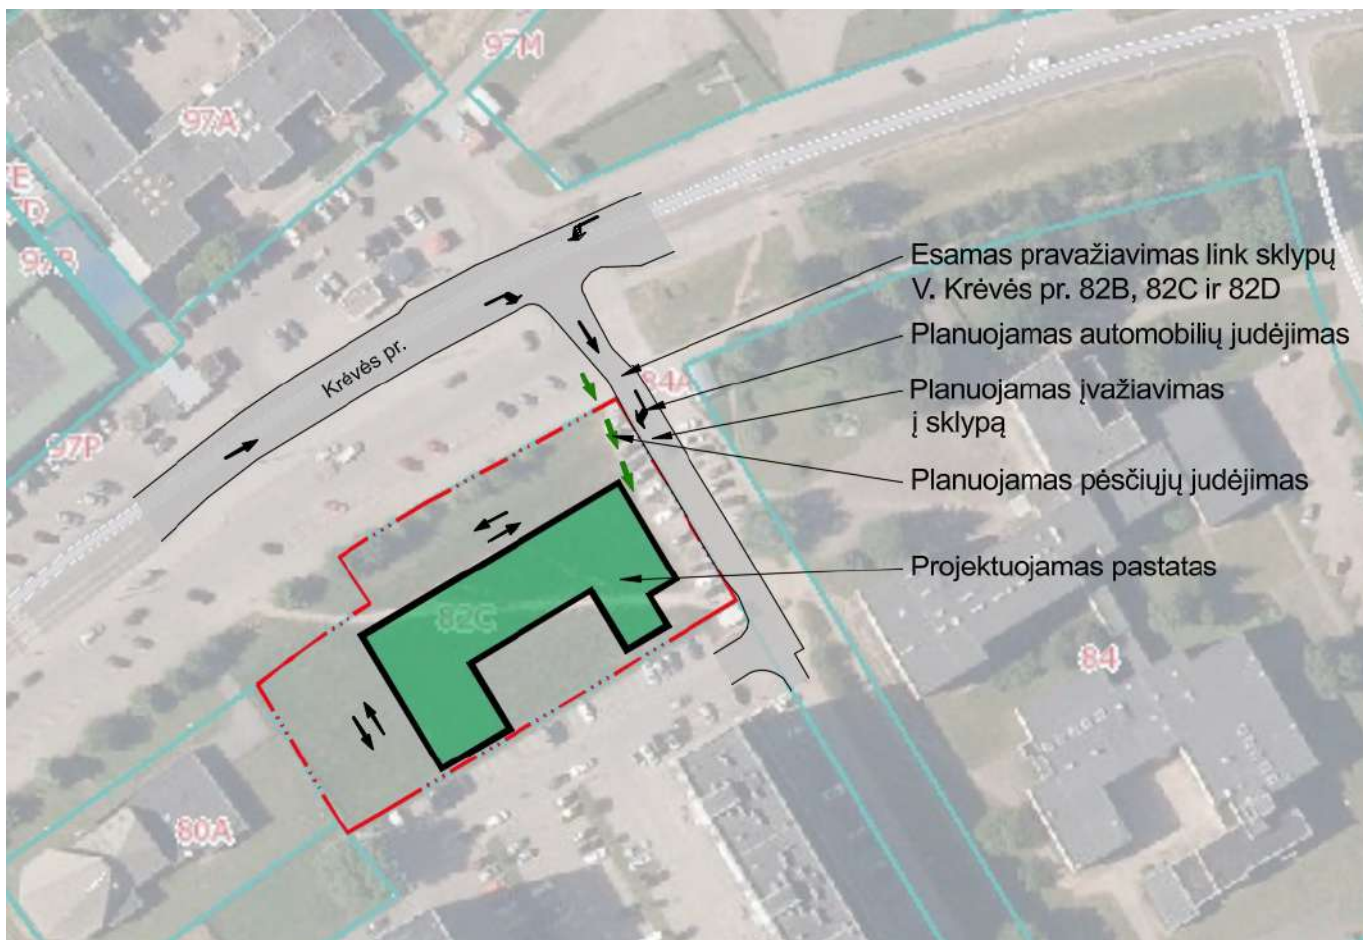 97M
97A
97B
97P
Krėvės pr.
Esamas pravažiavimas link sklypų
V. Krėvės pr. 82B, 82C ir 82D
Planuojamas automobilių judėjimas
84A
Planuojamas įvažiavimas
į sklypą
Planuojamas pėsčiųjų judėjimas
Projektuojamas pastatas
82C
84
80A